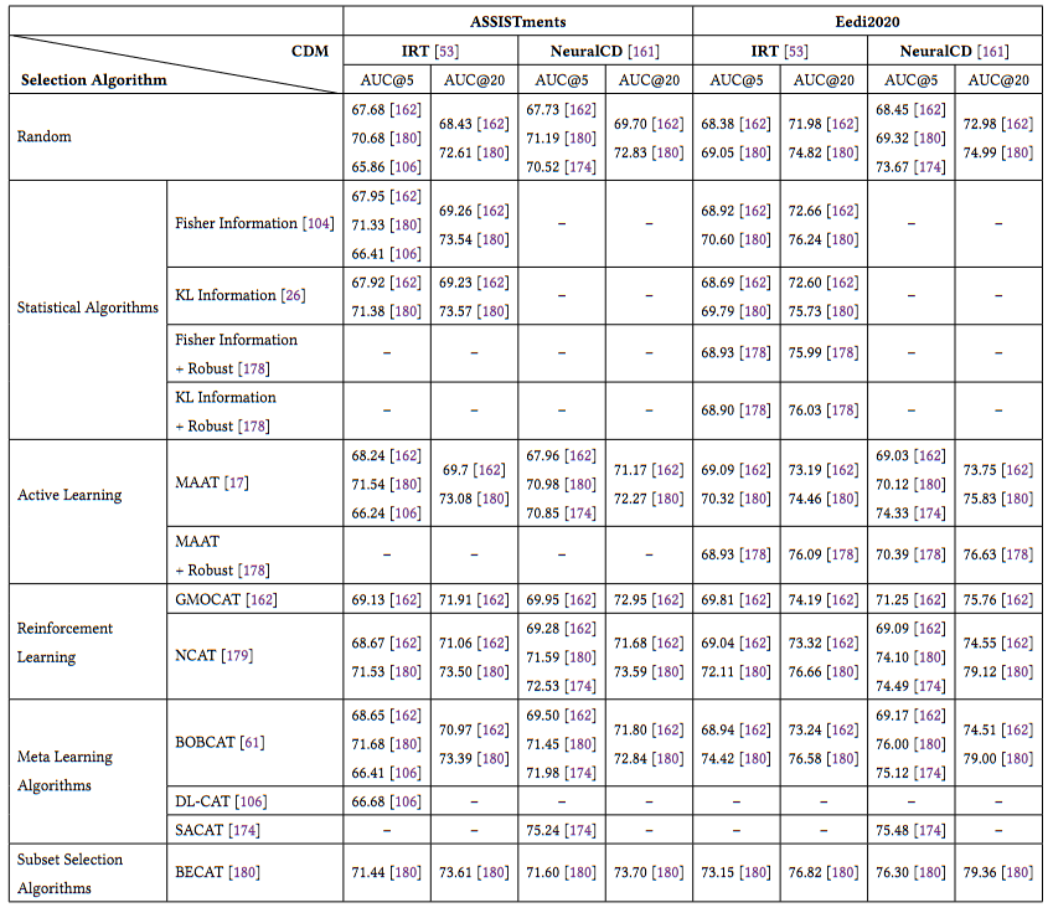 ASSISTments Eedi2020
CDM IRT [53] NeuralCD [161] IRT [53] NeuralCD [161]
Selection Algorithm AUC@5 AUC@20 AUC@5 AUC@20 AUC@5 AUC@20 AUC@5 AUC@20
67.68 [162] 67.73 [162] 68.45 [162]
68.43 [162] 69.70 [162] 68.38 [162] 71.98 [162] 72.98 [162]
Random 70.68 [180] 71.19 [180] 69.32 [180]
72.61 [180] 72.83 [180] 69.05 [180] 74.82 [180] 74.99 [180]
65.86 [106] 70.52 [174] 73.67 [174]
67.95 [162]
69.26 [162] 68.92 [162] 72.66 [162]
Fisher Information [104] 71.33 [180] – – – –
73.54 [180] 70.60 [180] 76.24 [180]
66.41 [106]
67.92 [162] 69.23 [162] 68.69 [162] 72.60 [162]
Statistical Algorithms KL Information [26] – – – –
71.38 [180] 73.57 [180] 69.79 [180] 75.73 [180]
Fisher Information
– – – – 68.93 [178] 75.99 [178] – –
+ Robust [178]
KL Information
– – – – 68.90 [178] 76.03 [178] – –
+ Robust [178]
68.24 [162] 67.96 [162] 69.03 [162]
69.7 [162] 71.17 [162] 69.09 [162] 73.19 [162] 73.75 [162]
Active Learning MAAT [17] 71.54 [180] 70.98 [180] 70.12 [180]
73.08 [180] 72.27 [180] 70.32 [180] 74.46 [180] 75.83 [180]
66.24 [106] 70.85 [174] 74.33 [174]
MAAT
– – – – 68.93 [178] 76.09 [178] 70.39 [178] 76.63 [178]
+ Robust [178]
GMOCAT [162] 69.13 [162] 71.91 [162] 69.95 [162] 72.95 [162] 69.81 [162] 74.19 [162] 71.25 [162] 75.76 [162]
Reinforcement 69.28 [162] 69.09 [162]
68.67 [162] 71.06 [162] 71.68 [162] 69.04 [162] 73.32 [162] 74.55 [162]
Learning NCAT [179] 71.59 [180] 74.10 [180]
71.53 [180] 73.50 [180] 73.59 [180] 72.11 [180] 76.66 [180] 79.12 [180]
72.53 [174] 74.49 [174]
68.65 [162] 69.50 [162] 69.17 [162]
70.97 [162] 71.80 [162] 68.94 [162] 73.24 [162] 74.51 [162]
BOBCAT [61] 71.68 [180] 71.45 [180] 76.00 [180]
73.39 [180] 72.84 [180] 74.42 [180] 76.58 [180] 79.00 [180]
Meta Learning 66.41 [106] 71.98 [174] 75.12 [174]
Algorithms DL-CAT [106] 66.68 [106] – – – – – – –
SACAT [174] – – 75.24 [174] – – – 75.48 [174] –
Subset Selection
BECAT [180] 71.44 [180] 73.61 [180] 71.60 [180] 73.70 [180] 73.15 [180] 76.82 [180] 76.30 [180] 79.36 [180]
Algorithms